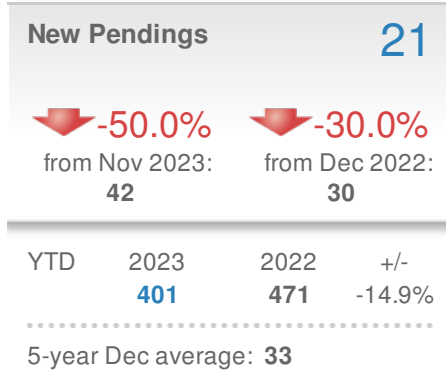 New Pendings 21
-50.0% -30.0%
from Nov 2023: from Dec 2022:
42 30
YTD 2023 2022 +/-
401 471 -14.9%
5-year Dec average: 33